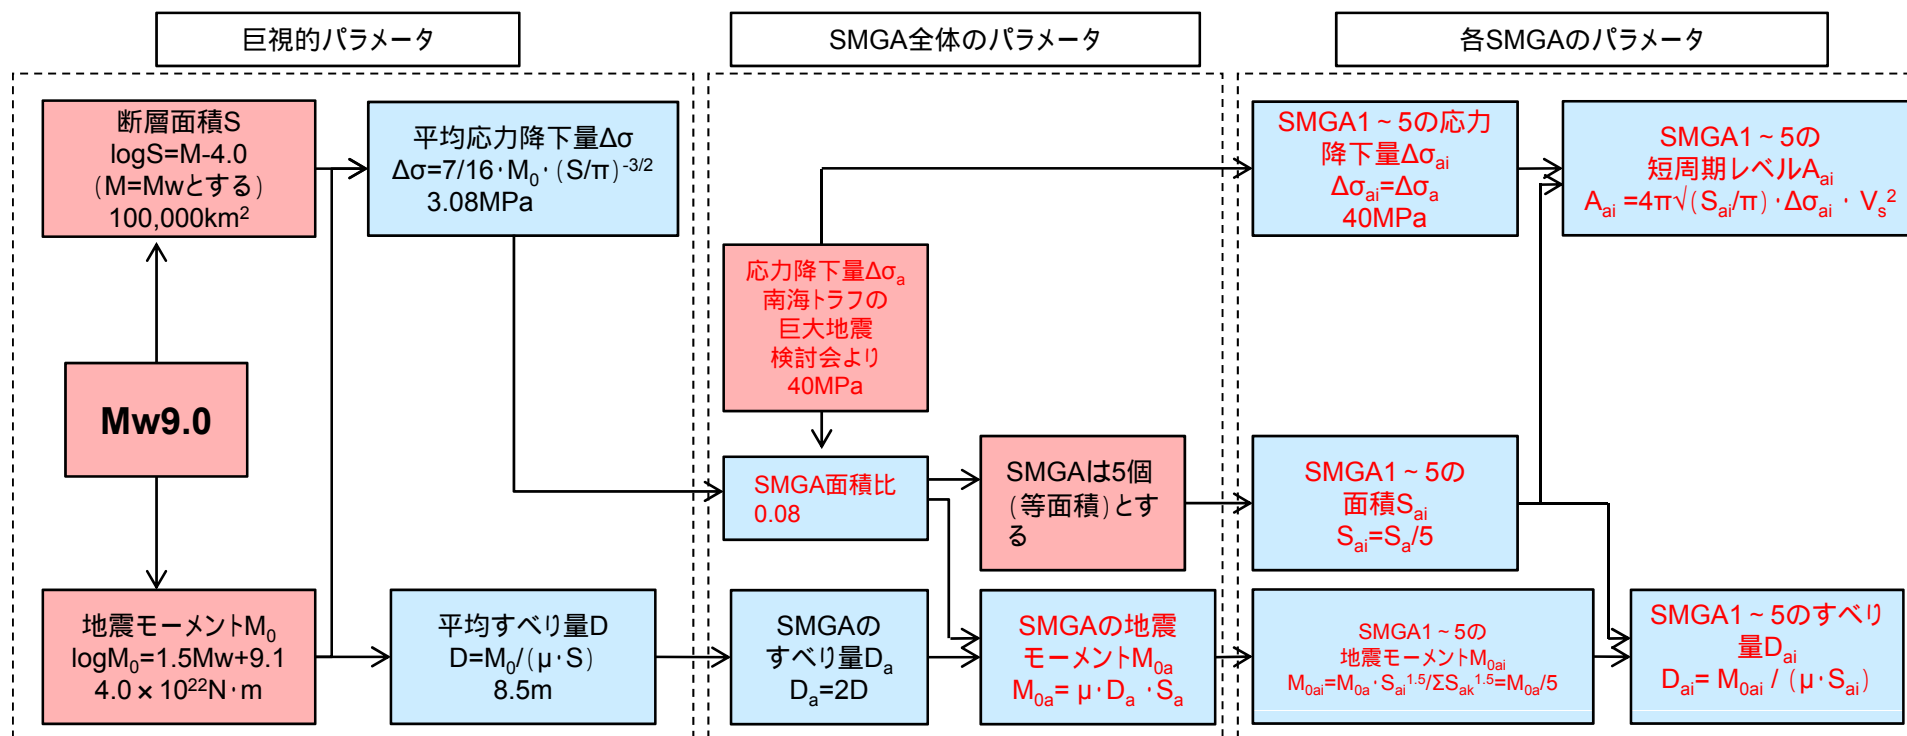 巨視的パラメータ
SMGA全体のパラメータ
各SMGAのパラメータ
断層面積S
logS=M-4.0
(M=Mwとする)
100,000km²
平均応力降下量Δσ
Δσ=7/16・M₀・(S/π)⁻³/²
3.08MPa
Mw9.0
地震モーメントM₀
logM₀=1.5Mw+9.1
4.0×10²²N・m
平均すべり量D
D=M₀/(μ・S)
8.5m
応力降下量Δσₐ
南海トラフの
巨大地震
検討会より
40MPa
SMGA面積比
0.08
SMGAは5個
(等面積)とす
る
SMGAの
すべり量Dₐ
Dₐ=2D
SMGAの地震
モーメントM₀ₐ
M₀ₐ= μ・Dₐ・Sₐ
SMGA1~5の応力
降下量Δσₐᵢ
Δσₐᵢ=Δσₐ
40MPa
SMGA1~5の
短周期レベルAₐᵢ
Aₐᵢ=4π√(Sₐᵢ/π)・Δσₐᵢ・Vₛ²
SMGA1~5の
面積Sₐᵢ
Sₐᵢ=Sₐ/5
SMGA1~5の
地震モーメントM₀ₐᵢ
M₀ₐᵢ=M₀ₐ・Sₐᵢ¹·⁵/ΣSₐₖ¹·⁵=M₀ₐ/5
SMGA1~5のすべり
量Dₐᵢ
Dₐᵢ= M₀ₐᵢ / (μ・Sₐᵢ)